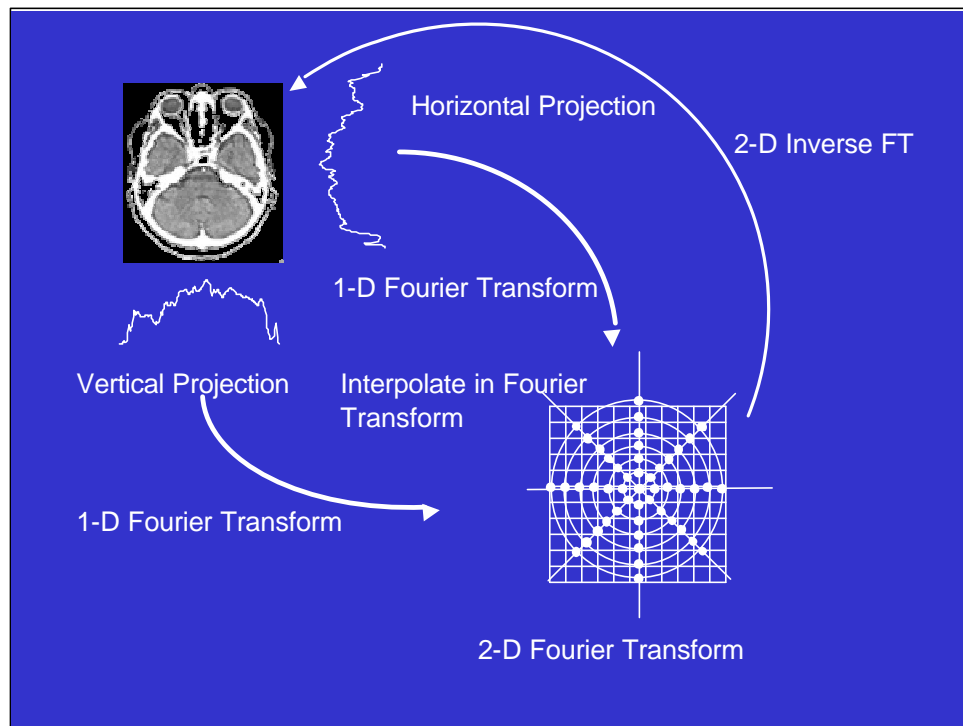 Horizontal Projection
2-D Inverse FT
1-D Fourier Transform
Vertical Projection
Interpolate in Fourier
Transform
1-D Fourier Transform
2-D Fourier Transform